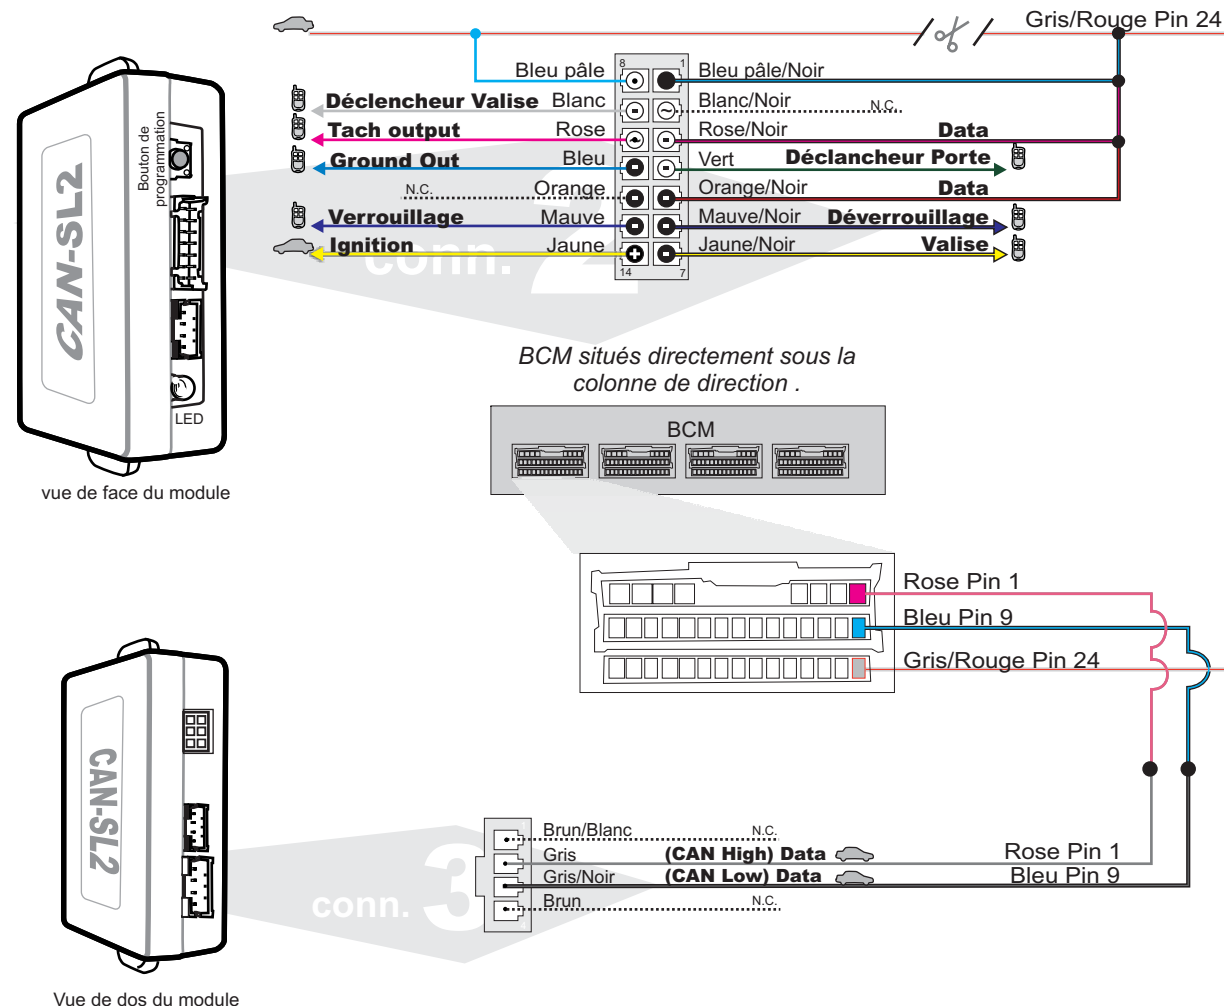 Gris/Rouge Pin 24
8 1
Bleu pâle Bleu pâle/Noir
Déclencheur Valise Blanc Blanc/Noir N.C.
Tach output Rose Rose/Noir Data
Ground Out Bleu Vert Déclancheur Porte
N.C. Orange Orange/Noir Data
Verrouillage Mauve Mauve/Noir Déverrouillage
Ignition Jaune Jaune/Noir Valise
14 7
conn. 2
Bouton de
programmation
CAN-SL2
LED
vue de face du module
BCM situés directement sous la
colonne de direction .
BCM
Rose Pin 1
Bleu Pin 9
Gris/Rouge Pin 24
CAN-SL2
Brun/Blanc N.C.
Gris (CAN High) Data Rose Pin 1
Gris/Noir (CAN Low) Data Bleu Pin 9
Brun N.C.
conn. 3
Vue de dos du module